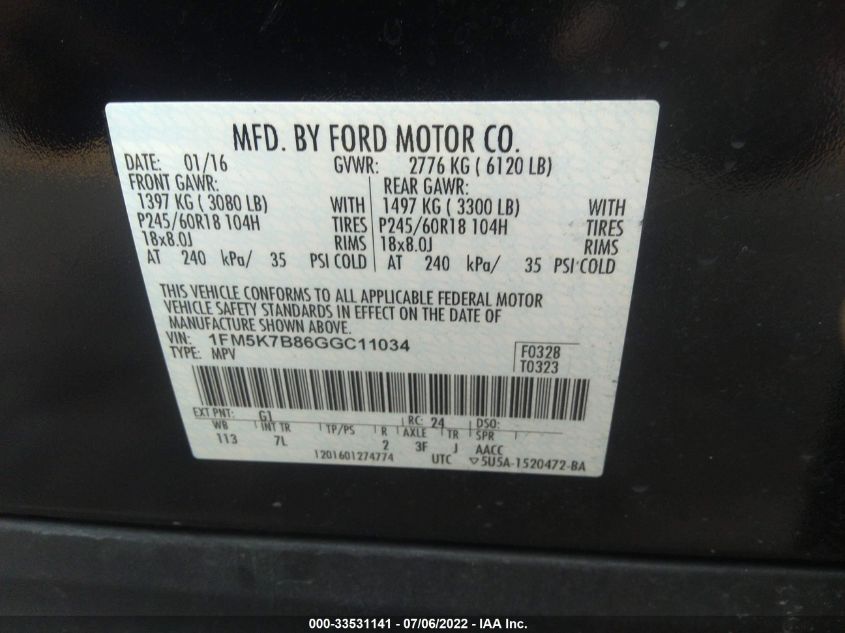 MFD. BY FORD MOTOR CO.
DATE: 01/16 GVWR: 2776 KG ( 6120 LB)
FRONT GAWR: REAR GAWR:
1397 KG ( 3080 LB) WITH 1497 KG ( 3300 LB) WITH
P245/60R18 104H TIRES P245/60R18 104H TIRES
18x8.0J RIMS 18x8.0J RIMS
AT 240 kPa/ 35 PSI COLD AT 240 kPa/ 35 PSI COLD
THIS VEHICLE CONFORMS TO ALL APPLICABLE FEDERAL MOTOR
VEHICLE SAFETY STANDARDS IN EFFECT ON THE DATE OF
MANUFACTURE SHOWN ABOVE.
VIN: 1FM5K7B86GGC11034
TYPE: MPV
F0328
T0323
EXT PNT: G1 RC: 24 DSO:
WB INT TR TP/PS R AXLE TR SPR
113 7L 2 3F J AACC
1201601274774 UTC ▽5U5A-1520472-BA
000-33531141 - 07/06/2022 - IAA Inc.